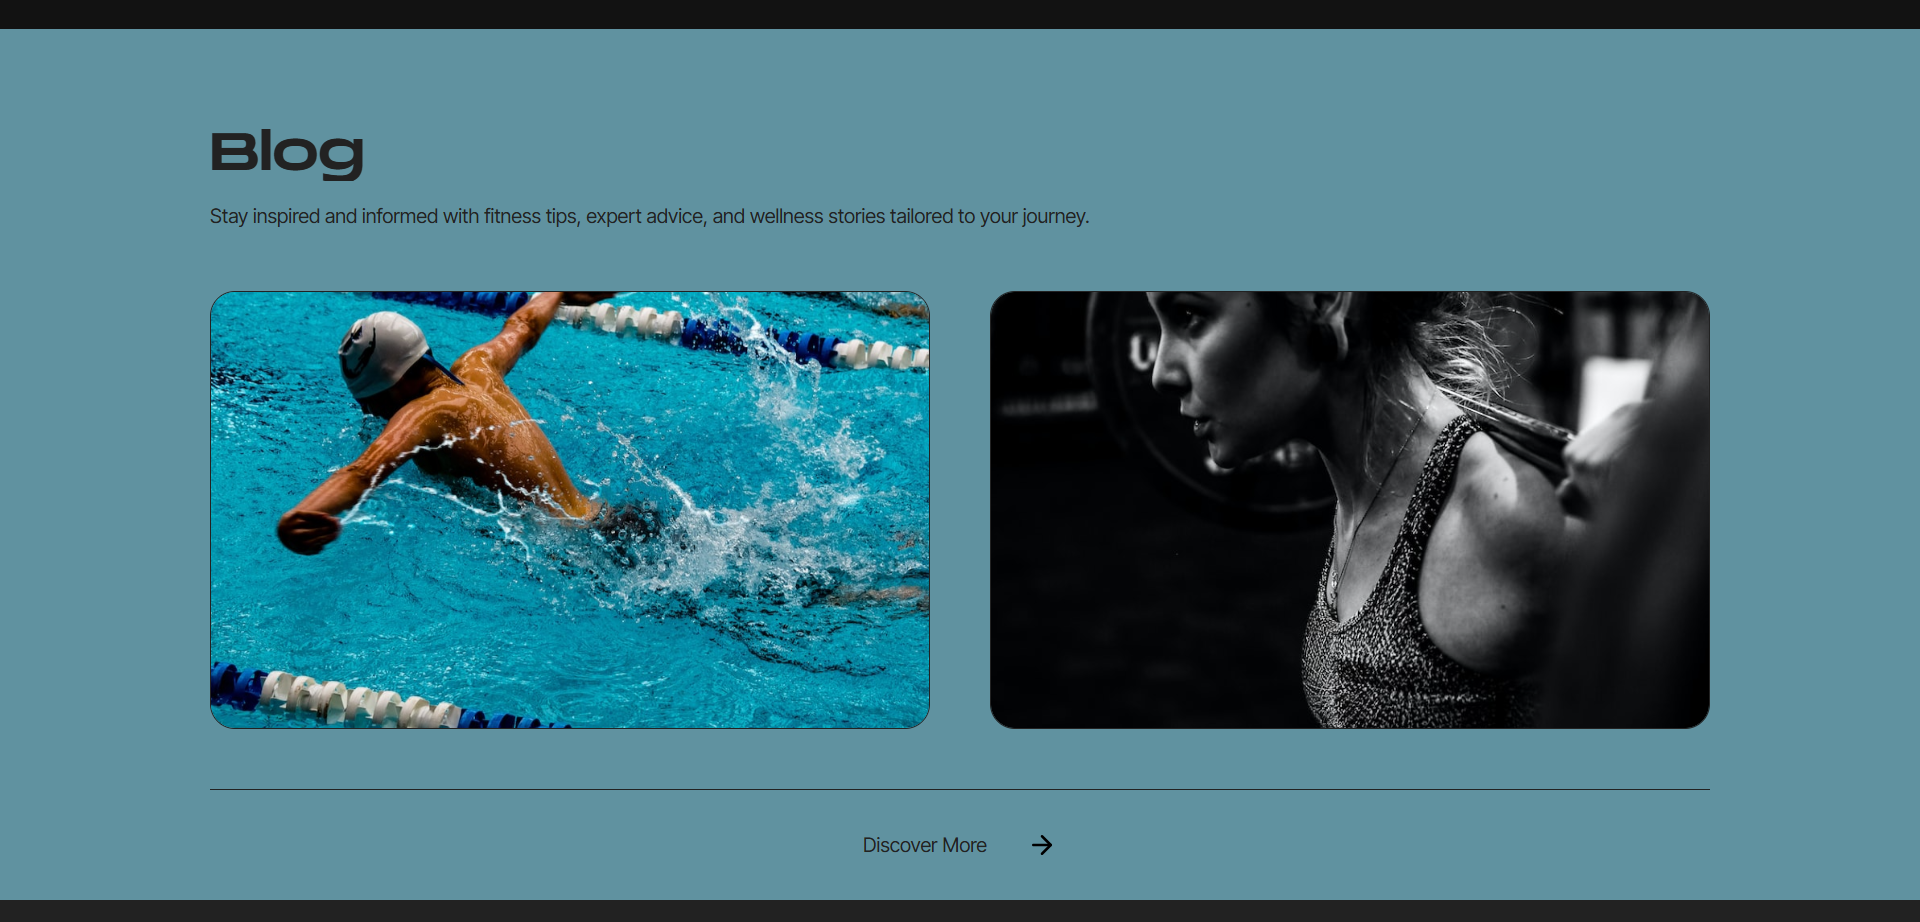 Blog
Stay inspired and informed with fitness tips, expert advice, and wellness stories tailored to your journey.
Discover More